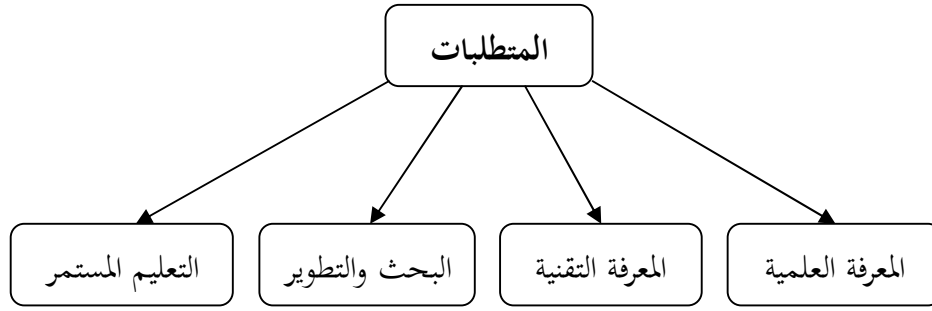 المتطلبات
المعرفة العلمية
المعرفة التقنية
البحث والتطوير
التعليم المستمر